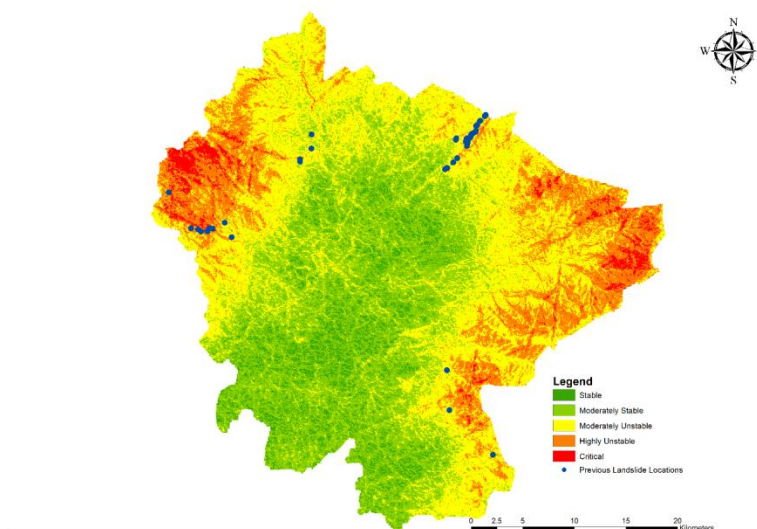 N
W
S
Legend
Stable
Moderately Stable
Moderately Unstable
Highly Unstable
Critical
Previous Landslide Locations
0 2.5 5 10 15 20
Kilometers